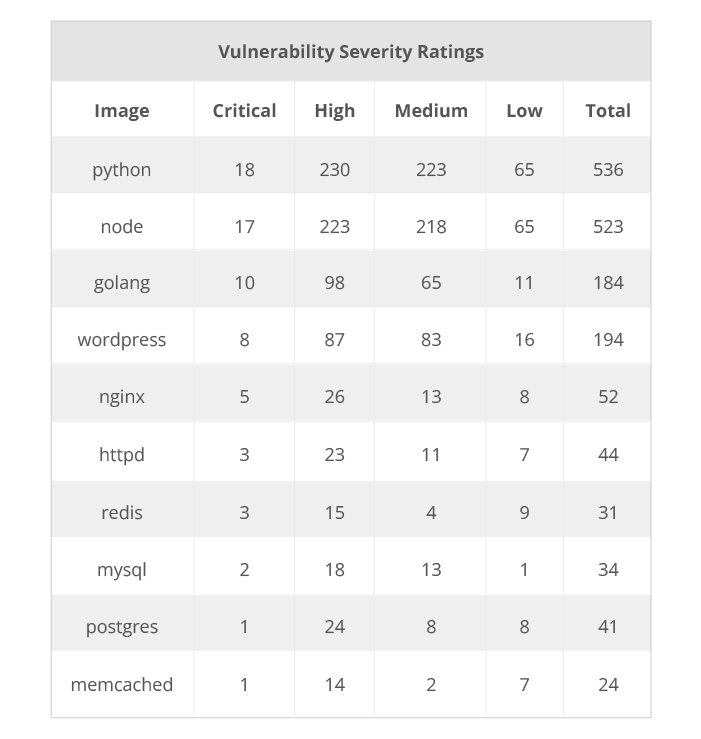 Vulnerability Severity Ratings
Image Critical High Medium Low Total
python 18 230 223 65 536
node 17 223 218 65 523
golang 10 98 65 11 184
wordpress 8 87 83 16 194
nginx 5 26 13 8 52
httpd 3 23 11 7 44
redis 3 15 4 9 31
mysql 2 18 13 1 34
postgres 1 24 8 8 41
memcached 1 14 2 7 24